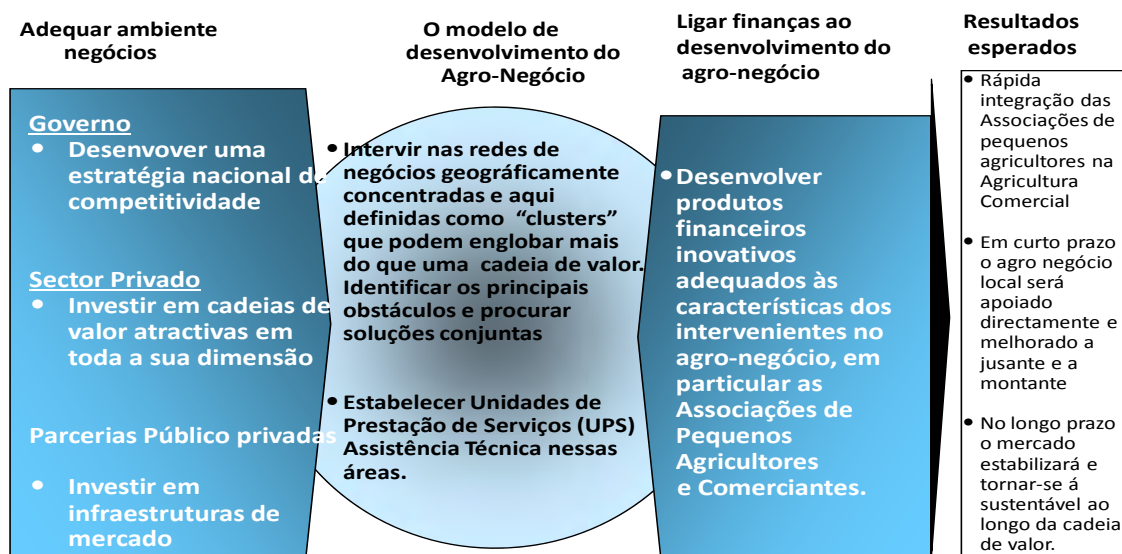 Adequar ambiente
negócios
Governo
• Desenvover uma
estratégia nacional de
competitividade
Sector Privado
• Investir em cadeias de
valor atractivas em
toda a sua dimensão
Parcerias Público privadas
• Investir em
infraestruturas de
mercado
O modelo de
desenvolvimento do
Agro-Negócio
• Intervir nas redes de
negócios geográficamente
concentradas e aqui
definidas como “clusters”
que podem englobar mais
do que uma cadeia de valor.
Identificar os principais
obstáculos e procurar
soluções conjuntas
• Estabelecer Unidades de
Prestação de Serviços (UPS)
Assistência Técnica nessas
áreas.
Ligar finanças ao
desenvolvimento do
agro-negócio
• Desenvolver
produtos
financeiros
inovativos
adequados às
características dos
intervenientes no
agro-negócio, em
particular as
Associações de
Pequenos
Agricultores
e Comerciantes.
Resultados
esperados
• Rápida
integração das
Associações de
pequenos
agricultores na
Agricultura
Comercial
• Em curto prazo
o agro negócio
local será
apoiado
directamente e
melhorado a
jusante e a
montante
• No longo prazo
o mercado
estabilizará e
tornar-se á
sustentável ao
longo da cadeia
de valor.